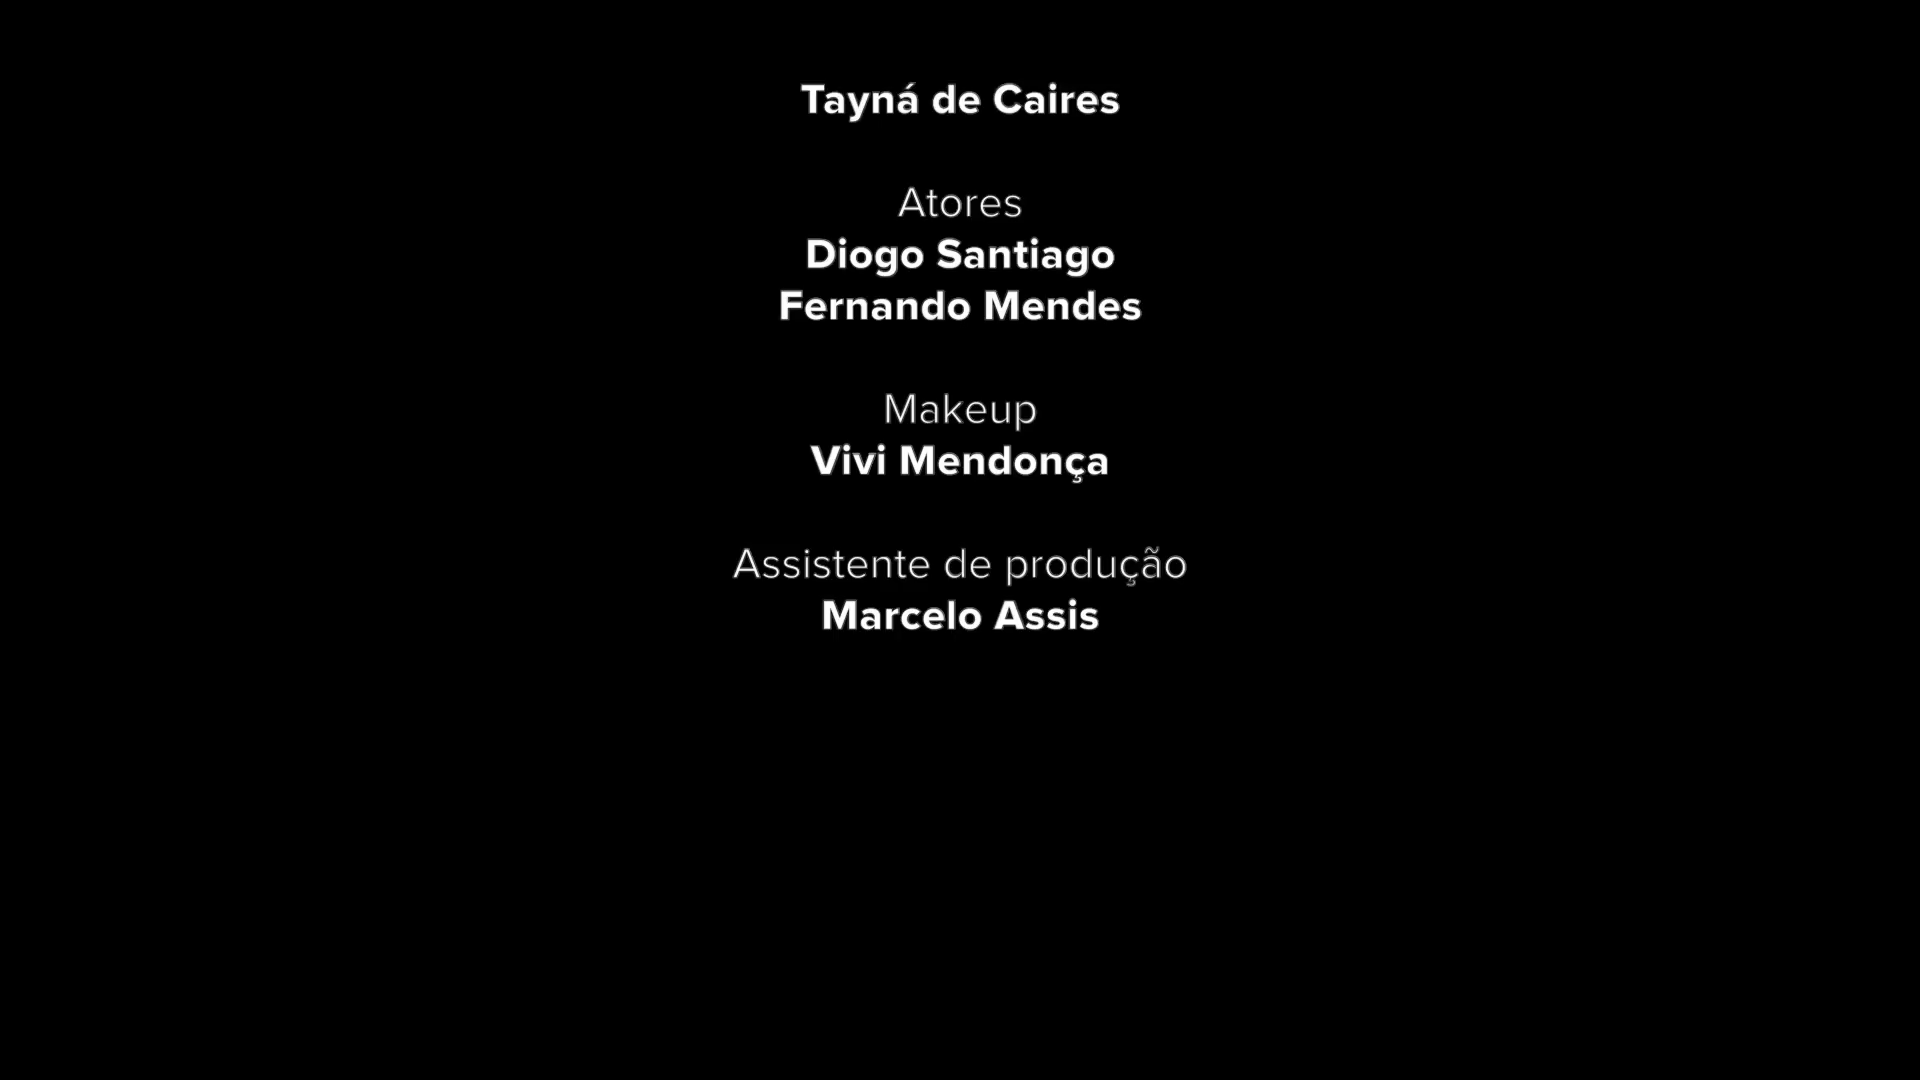 Tayná de Caires
Atores
Diogo Santiago
Fernando Mendes
Makeup
Vivi Mendonça
Assistente de produção
Marcelo Assis